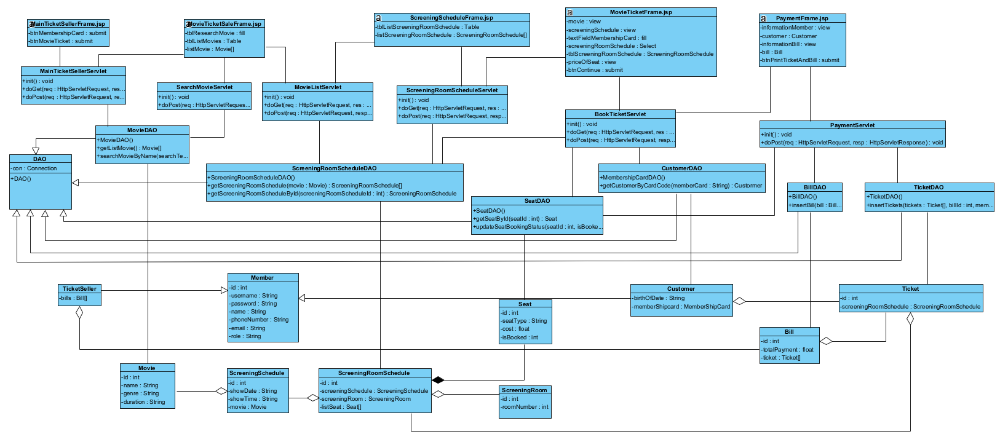 MainTicketSellerFrame.jsp
-btnMembershipCard : submit
-btnMovieTicket : submit
MovieTicketSaleFrame.jsp
-tblResearchMovie : fill
-tblListMovies : Table
-listMovie : Movie[]
a
ScreeningScheduleFrame.jsp
-tblListScreeningRoomSchedule : Table
-listScreeningRoomSchedule : ScreeningRoomSchedule[]
a
MovieTicketFrame.jsp
-movie : view
-screeningSchedule : view
-textFieldMembershipCard : fill
-screeningRoomSchedule : Select
-tblScreeningRoomSchedule : ScreeningRoomSchedule
-priceOfSeat : view
-btnContinue : submit
a
PaymentFrame.jsp
-informationMember : view
-customer : Customer
-informationBill : view
-bill : Bill
-btnPrintTicketAndBill : submit
MainTicketSellerServlet
+init() : void
+doGet(req : HttpServletRequest, res...
+doPost(req : HttpServletRequest, re...
SearchMovieServlet
+init() : void
+doPost(req : HttpServletReques...
MovieListServlet
+init() : void
+doGet(req : HttpServletRequest, res : ...
+doPost(req : HttpServletRequest, resp...
ScreeningRoomScheduleServlet
+init() : void
+doGet(req : HttpServletRequest, res : ...
+doPost(req : HttpServletRequest, resp...
BookTicketServlet
+init() : void
+doGet(req : HttpServletRequest, res : ...
+doPost(req : HttpServletRequest, resp...
PaymentServlet
+init() : void
+doPost(req : HttpServletRequest, resp : HttpServletResponse) : void
MovieDAO
+MovieDAO()
+getListMovie() : Movie[]
+searchMovieByName(searchTe...
DAO
-con : Connection
+DAO()
ScreeningRoomScheduleDAO
+ScreeningRoomScheduleDAO()
+getScreeningRoomSchedule(movie : Movie) : ScreeningRoomSchedule[]
+getScreeningRoomScheduleById(screeningRoomScheduleId : int) : ScreeningRoomSchedule
CustomerDAO
+MembershipCardDAO()
+getCustomerByCardCode(memberCard : String) : Custormer
SeatDAO
+SeatDAO()
+getSeatById(seatId : int) : Seat
+updateSeatBookingStatus(seatId : int, isBooke...
BillDAO
+BillDAO()
+insertBill(bill : Bill...
TicketDAO
+TicketDAO()
+insertTickets(tickets : Ticket[], billId : int, mem...
TicketSeller
-bills : Bill[]
Member
-id : int
-username : String
-password : String
-name : String
-phoneNumber : String
-email : String
-role : String
Seat
-id : int
-seatType : String
-cost : float
-isBooked : int
Customer
-birthOfDate : String
-memberShipcard : MemberShipCard
Ticket
-id : int
-screeningRoomSchedule : ScreeningRoomSchedule
Bill
-id : int
-totalPayment : float
-ticket : Ticket[]
Movie
-id : int
-name : String
-genre : String
-duration : String
ScreeningSchedule
-id : int
-showDate : String
-showTime : String
-movie : Movie
ScreeningRoomSchedule
-id : int
-screeningSchedule : ScreeningSchedule
-screeningRoom : ScreeningRoom
-listSeat : Seat[]
ScreeningRoom
-id : int
-roomNumber : int